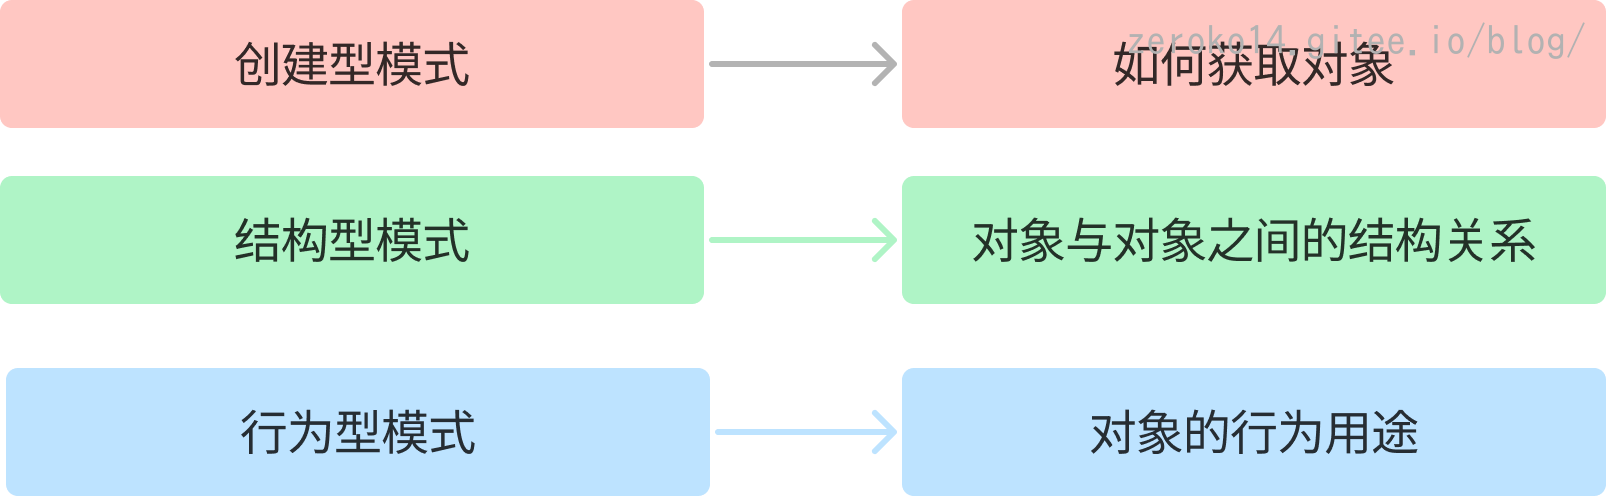 创建型模式
如何获取对象
zeroko14.gitee.io/blog/
结构型模式
对象与对象之间的结构关系
行为型模式
对象的行为用途